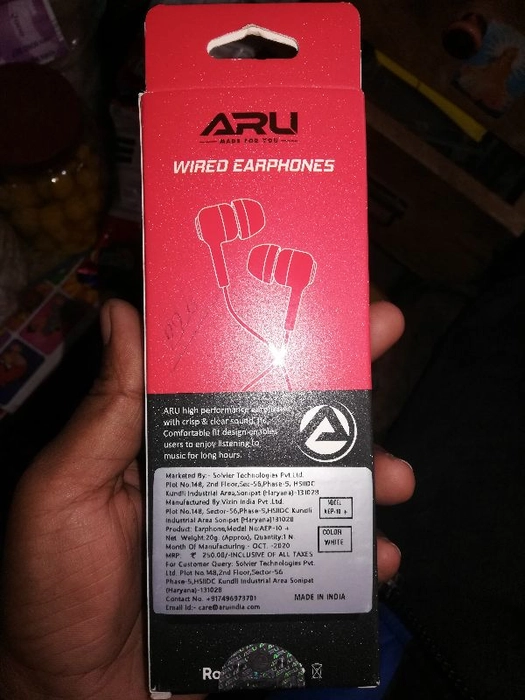 ARU
MADE FOR YOU
WIRED EARPHONES
ARU high performance earphones
with crisp & clear sound, fit.
Comfortable fit design enables
users to enjoy listening to
music for long hours.
Marketed By:- Solvier Technologies Pvt Ltd.
Plot No.148, 2nd Floor,Sec-56,Phase-5, HSIIDC
Kundli Industrial Area,Sonipat (Haryana)-131028
Manufactured By Vizin India Pvt .Ltd.
Plot No.148, Sector-56,Phase-5,HSIIDC Kundli
Industrial Area Sonipat (Haryana)131028
Product: Earphone,Model No:AEP-10 +
Net Weight.20g. (Approx), Quantity:1 N
Month Of Manufacturing - OCT. -2020
MRP: ₹ 250.00/-INCLUSIVE OF ALL TAXES
For Customer Query: Solvier Technologies Pvt.
Ltd. Plot No.148,2nd Floor,Sector-56
Phase-5,HSIIDC Kundli Industrial Area Sonipat
(Haryana)-131028
Contact No. +917496973701
Email id:- care@aruindia.com
MODEL
AEP-10 +
COLOR
WHITE
MADE IN INDIA